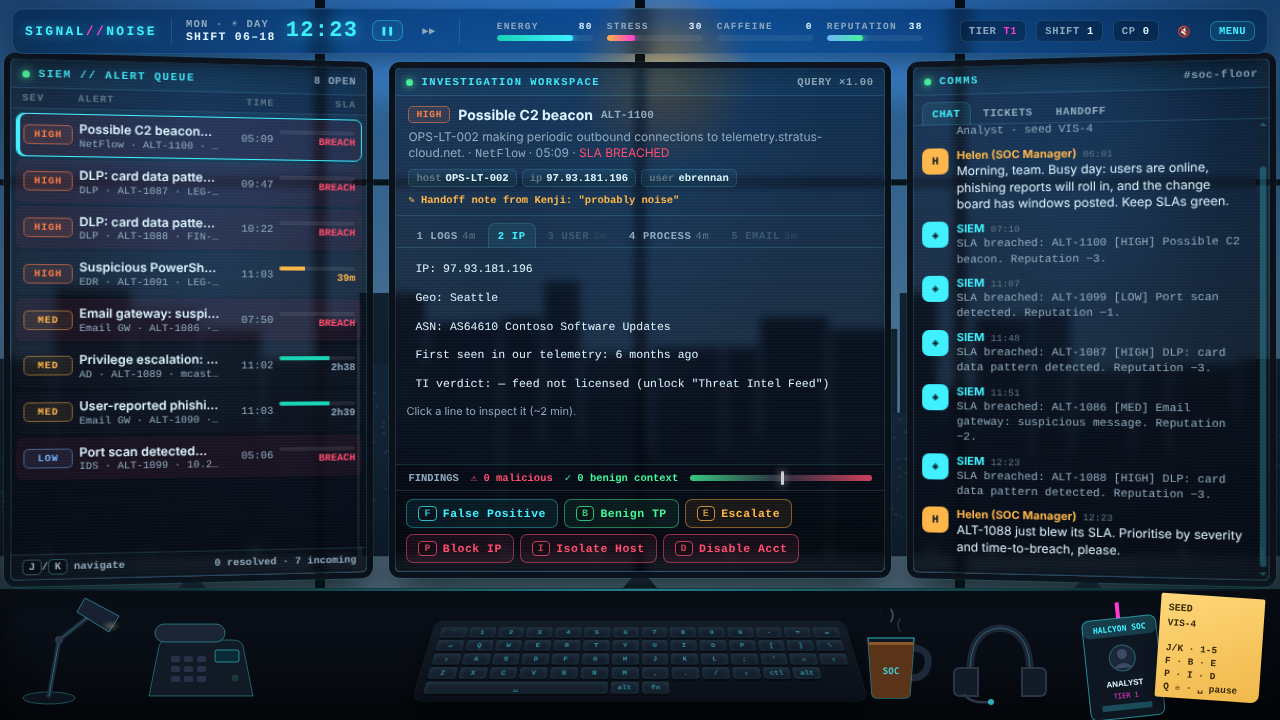 SIGNAL//NOISE
MON · ☀ DAY
SHIFT 06–18
12:23
ENERGY 80
STRESS 30
CAFFEINE 0
REPUTATION 38
TIER T1
SHIFT 1
CP 0
MENU
SIEM // ALERT QUEUE
8 OPEN
SEV ALERT TIME SLA
HIGH Possible C2 beacon… 05:09 BREACH
NetFlow · ALT-1100 · …
HIGH DLP: card data patte… 09:47 BREACH
DLP · ALT-1087 · LEG-…
HIGH DLP: card data patte… 10:22 BREACH
DLP · ALT-1088 · FIN-…
HIGH Suspicious PowerSh… 11:03 39m
EDR · ALT-1091 · LEG-…
MED Email gateway: suspi… 07:50 BREACH
Email GW · ALT-1086 ·…
MED Privilege escalation: … 11:02 2h38
AD · ALT-1089 · mcast…
MED User-reported phishi… 11:03 2h39
Email GW · ALT-1090 ·…
LOW Port scan detected… 05:06 BREACH
IDS · ALT-1099 · 10.2…
J/K navigate
0 resolved · 7 incoming
INVESTIGATION WORKSPACE
QUERY ×1.00
HIGH Possible C2 beacon ALT-1100
OPS-LT-002 making periodic outbound connections to telemetry.status-
cloud.net. · NetFlow · 05:09 · SLA BREACHED
host OPS-LT-002 ip 97.93.181.196 user ebrennan
✎ Handoff note from Kenji: "probably noise"
1 LOGS 4m 2 IP 3 USER 3m 4 PROCESS 4m 5 EMAIL 3m
IP: 97.93.181.196
Geo: Seattle
ASN: AS64610 Contoso Software Updates
First seen in our telemetry: 6 months ago
TI verdict: — feed not licensed (unlock "Threat Intel Feed")
Click a line to inspect it (~2 min).
FINDINGS ⚠ 0 malicious ✓ 0 benign context
F False Positive
B Benign TP
E Escalate
P Block IP
I Isolate Host
D Disable Acct
COMMS
#soc-floor
CHAT TICKETS HANDOFF
Analyst · seed VIS-4
H Helen (SOC Manager) 06:01
Morning, team. Busy day: users are online,
phishing reports will roll in, and the change
board has windows posted. Keep SLAs green.
SIEM 07:10
SLA breached: ALT-1100 [HIGH] Possible C2
beacon. Reputation −3.
SIEM 11:07
SLA breached: ALT-1099 [LOW] Port scan
detected. Reputation −1.
SIEM 11:48
SLA breached: ALT-1087 [HIGH] DLP: card
data pattern detected. Reputation −3.
SIEM 11:51
SLA breached: ALT-1086 [MED] Email
gateway: suspicious message. Reputation
−2.
SIEM 12:23
SLA breached: ALT-1088 [HIGH] DLP: card
data pattern detected. Reputation −3.
H Helen (SOC Manager) 12:23
ALT-1088 just blew its SLA. Prioritise by severity
and time-to-breach, please.
1 2 3 4 5 6 7 8 9
Q W E R T Y U I O P [ ] \
A S D F G H J K L ;
Z X C V B N M , . / ctl alt
alt fn
SOC
HALCYON SOC
ANALYST
TIER 1
SEED
VIS-4
J/K · 1-5
F · B · E
P · I · D
Q ☕ · ␣ pause